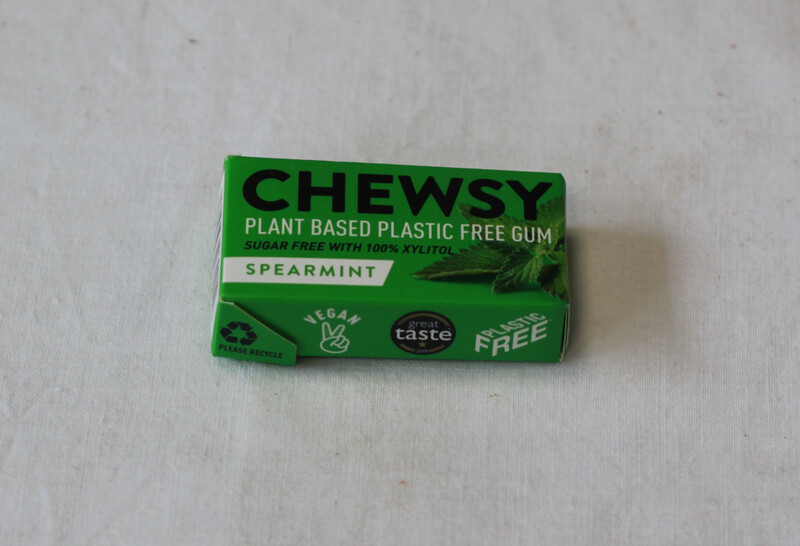 CHEWSY
PLANT BASED PLASTIC FREE GUM
SUGAR FREE WITH 100% XYLITOL
SPEARMINT
PLEASE RECYCLE
VEGAN
great
taste
PLASTIC
FREE